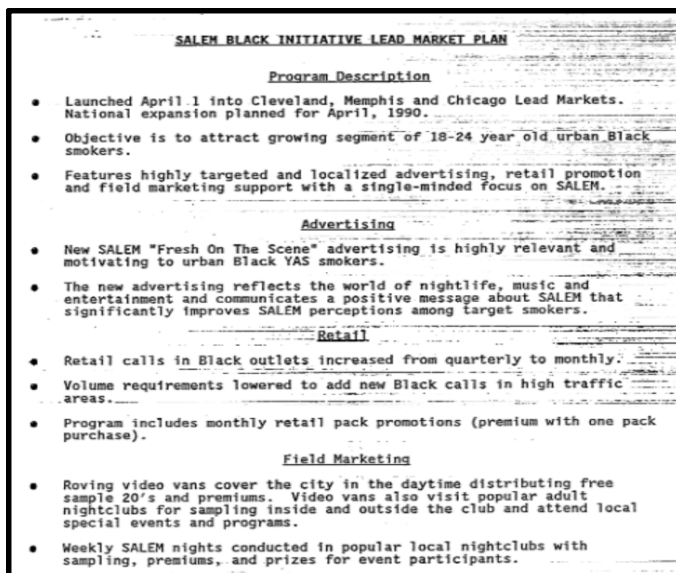 SALEM BLACK INITIATIVE LEAD MARKET PLAN
Program Description
● Launched April 1 into Cleveland, Memphis and Chicago Lead Markets.
National expansion planned for April, 1990.
● Objective is to attract growing segment of 18-24 year old urban Black
smokers.
● Features highly targeted and localized advertising, retail promotion
and field marketing support with a single-minded focus on SALEM.
Advertising
● New SALEM "Fresh On The Scene" advertising is highly relevant and
motivating to urban Black YAS smokers.
● The new advertising reflects the world of nightlife, music and
entertainment and communicates a positive message about SALEM that
significantly improves SALEM perceptions among target smokers.
Retail
● Retail calls in Black outlets increased from quarterly to monthly.
● Volume requirements lowered to add new Black calls in high traffic
areas.
● Program includes monthly retail pack promotions (premium with one pack
purchase).
Field Marketing
● Roving video vans cover the city in the daytime distributing free
sample 20's and premiums. Video vans also visit popular adult
nightclubs for sampling inside and outside the club and attend local
special events and programs.
● Weekly SALEM nights conducted in popular local nightclubs with
sampling, premiums, and prizes for event participants.